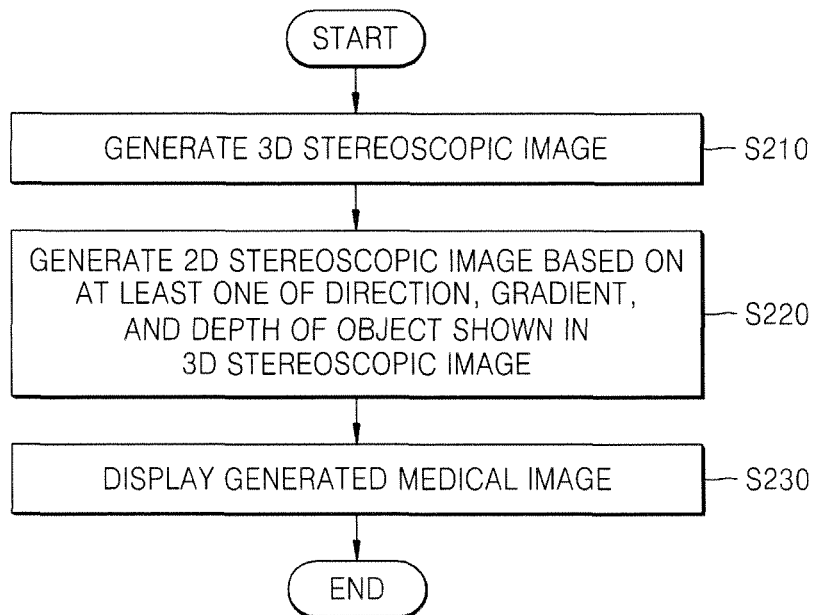 START
GENERATE 3D STEREOSCOPIC IMAGE
S210
GENERATE 2D STEREOSCOPIC IMAGE BASED ON
AT LEAST ONE OF DIRECTION, GRADIENT,
AND DEPTH OF OBJECT SHOWN IN
3D STEREOSCOPIC IMAGE
S220
DISPLAY GENERATED MEDICAL IMAGE
S230
END